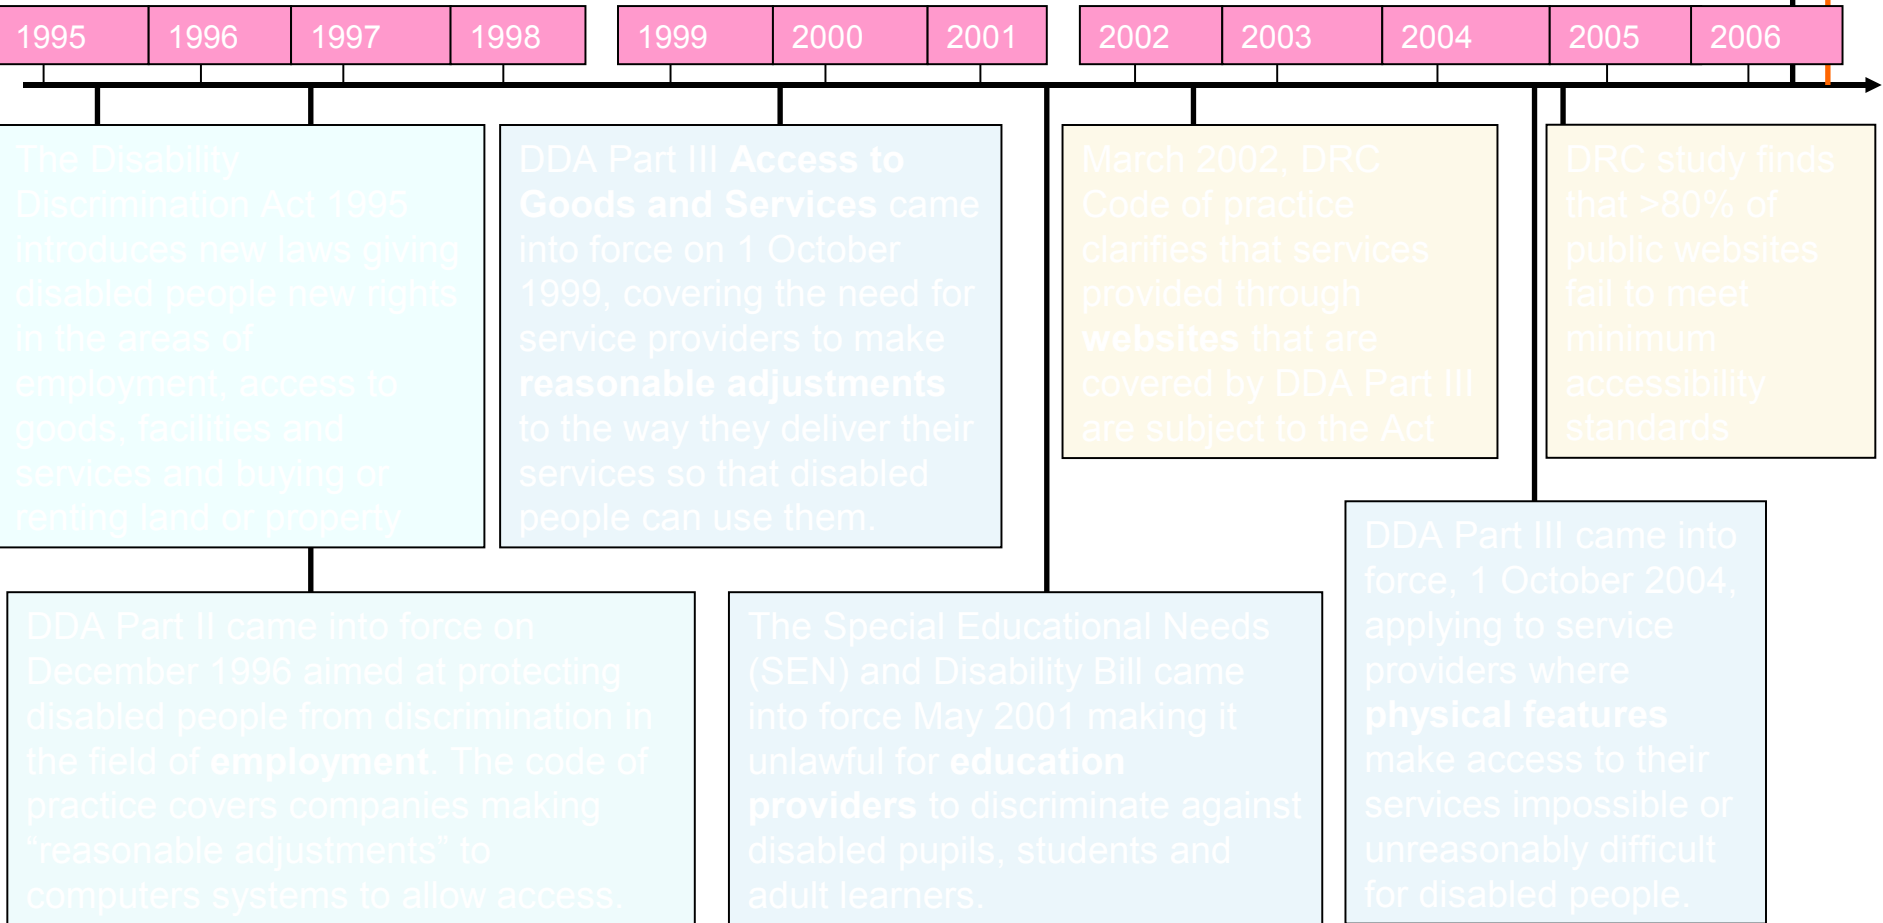 1995 1996 1997 1998 1999 2000 2001 2002 2003 2004 2005 2006
The Disability
Discrimination Act 1995
introduces new laws giving
disabled people new rights
in the areas of
employment, access to
goods, facilities and
services and buying or
renting land or property
DDA Part III Access to
Goods and Services came
into force on 1 October
1999, covering the need for
service providers to make
reasonable adjustments
to the way they deliver their
services so that disabled
people can use them.
March 2002, DRC
Code of practice
clarifies that services
provided through
websites that are
covered by DDA Part III
are subject to the Act
DRC study finds
that >80% of
public websites
fail to meet
minimum
accessibility
standards
DDA Part II came into force on
December 1996 aimed at protecting
disabled people from discrimination in
the field of employment. The code of
practice covers companies making
“reasonable adjustments” to
computers systems to allow access.
The Special Educational Needs
(SEN) and Disability Bill came
into force May 2001 making it
unlawful for education
providers to discriminate against
disabled pupils, students and
adult learners.
DDA Part III came into
force, 1 October 2004,
applying to service
providers where
physical features
make access to their
services impossible or
unreasonably difficult
for disabled people.